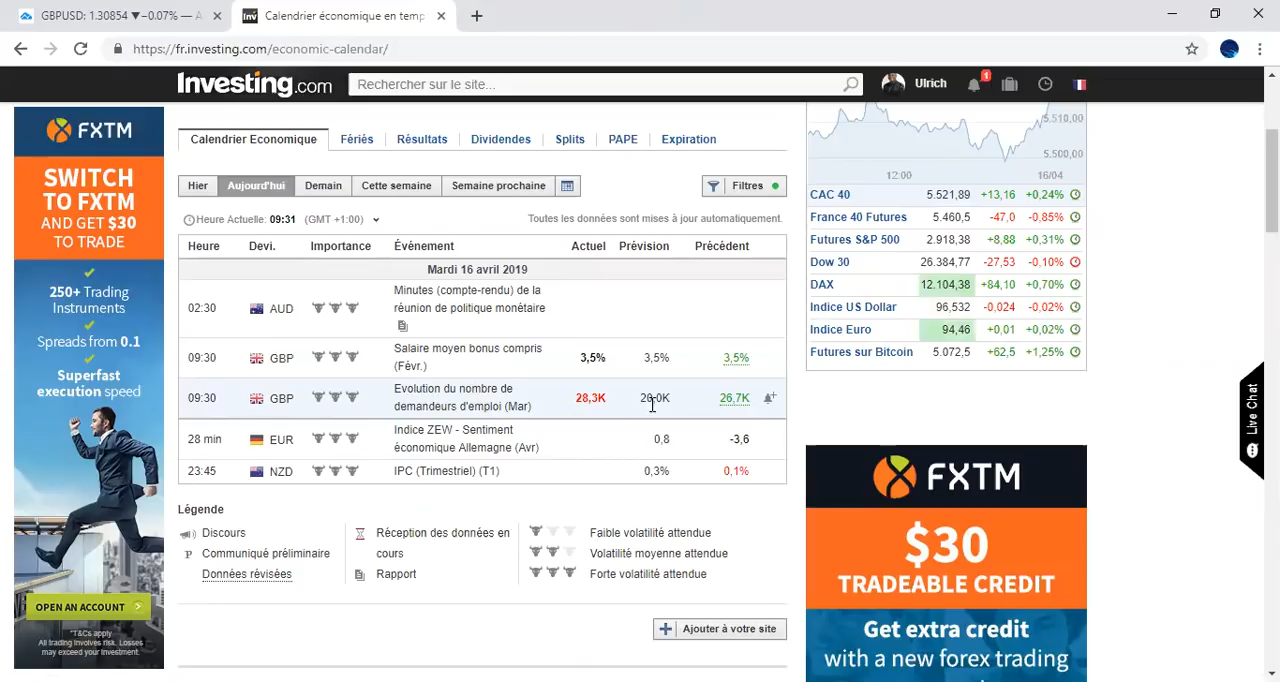 GBPUSD: 1.30854 ▼−0.07% — A
Calendrier économique en temp
https://fr.investing.com/economic-calendar/
Investing.com
Rechercher sur le site...
Ulrich
1
FXTM
SWITCH
TO FXTM
AND GET $30
TO TRADE
250+ Trading
Instruments
Spreads from 0.1
Superfast
execution speed
OPEN AN ACCOUNT
*T&Cs apply
All trading involves risk. Losses
may exceed your investment.
Calendrier Economique Fériés Résultats Dividendes Splits PAPE Expiration
Hier Aujourd'hui Demain Cette semaine Semaine prochaine Filtres
Heure Actuelle: 09:31 (GMT +1:00) Toutes les données sont mises à jour automatiquement.
Heure Devi. Importance Événement Actuel Prévision Précédent
Mardi 16 avril 2019
02:30 AUD Minutes (compte-rendu) de la
réunion de politique monétaire
09:30 GBP Salaire moyen bonus compris
(Févr.) 3,5% 3,5% 3,5%
09:30 GBP Evolution du nombre de
demandeurs d'emploi (Mar) 28,3K 20,0K 26,7K
28 min EUR Indice ZEW - Sentiment
économique Allemagne (Avr) 0,8 -3,6
23:45 NZD IPC (Trimestriel) (T1) 0,3% 0,1%
Légende
Discours
P Communiqué préliminaire
Données révisées
Réception des données en
cours
Rapport
Faible volatilité attendue
Volatilité moyenne attendue
Forte volatilité attendue
Ajouter à votre site
5.510,00
5.500,00
12:00 16/04
CAC 40 5.521,89 +13,16 +0,24%
France 40 Futures 5.460,5 -47,0 -0,85%
Futures S&P 500 2.918,38 +8,88 +0,31%
Dow 30 26.384,77 -27,53 -0,10%
DAX 12.104,38 +84,10 +0,70%
Indice US Dollar 96,532 -0,024 -0,02%
Indice Euro 94,46 +0,01 +0,02%
Futures sur Bitcoin 5.072,5 +62,5 +1,25%
FXTM
$30
TRADEABLE CREDIT
Get extra credit
with a new forex trading
Live Chat